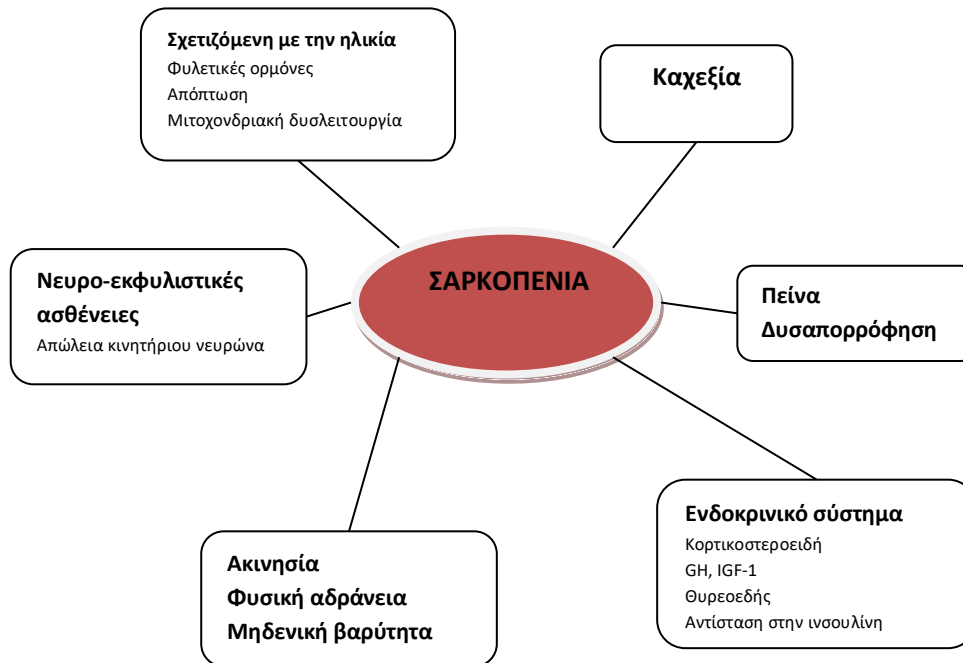 Σχετιζόμενη με την ηλικία
Φυλετικές ορμόνες
Απόπτωση
Μιτοχονδριακή δυσλειτουργία
Καχεξία
ΣΑΡΚΟΠΕΝΙΑ
Νευρο-εκφυλιστικές
ασθένειες
Απώλεια κινητήριου νευρώνα
Πείνα
Δυσαπορρόφηση
Ακινησία
Φυσική αδράνεια
Μηδενική βαρύτητα
Ενδοκρινικό σύστημα
Κορτικοστεροειδή
GH, IGF-1
Θυρεοεδής
Αντίσταση στην ινσουλίνη